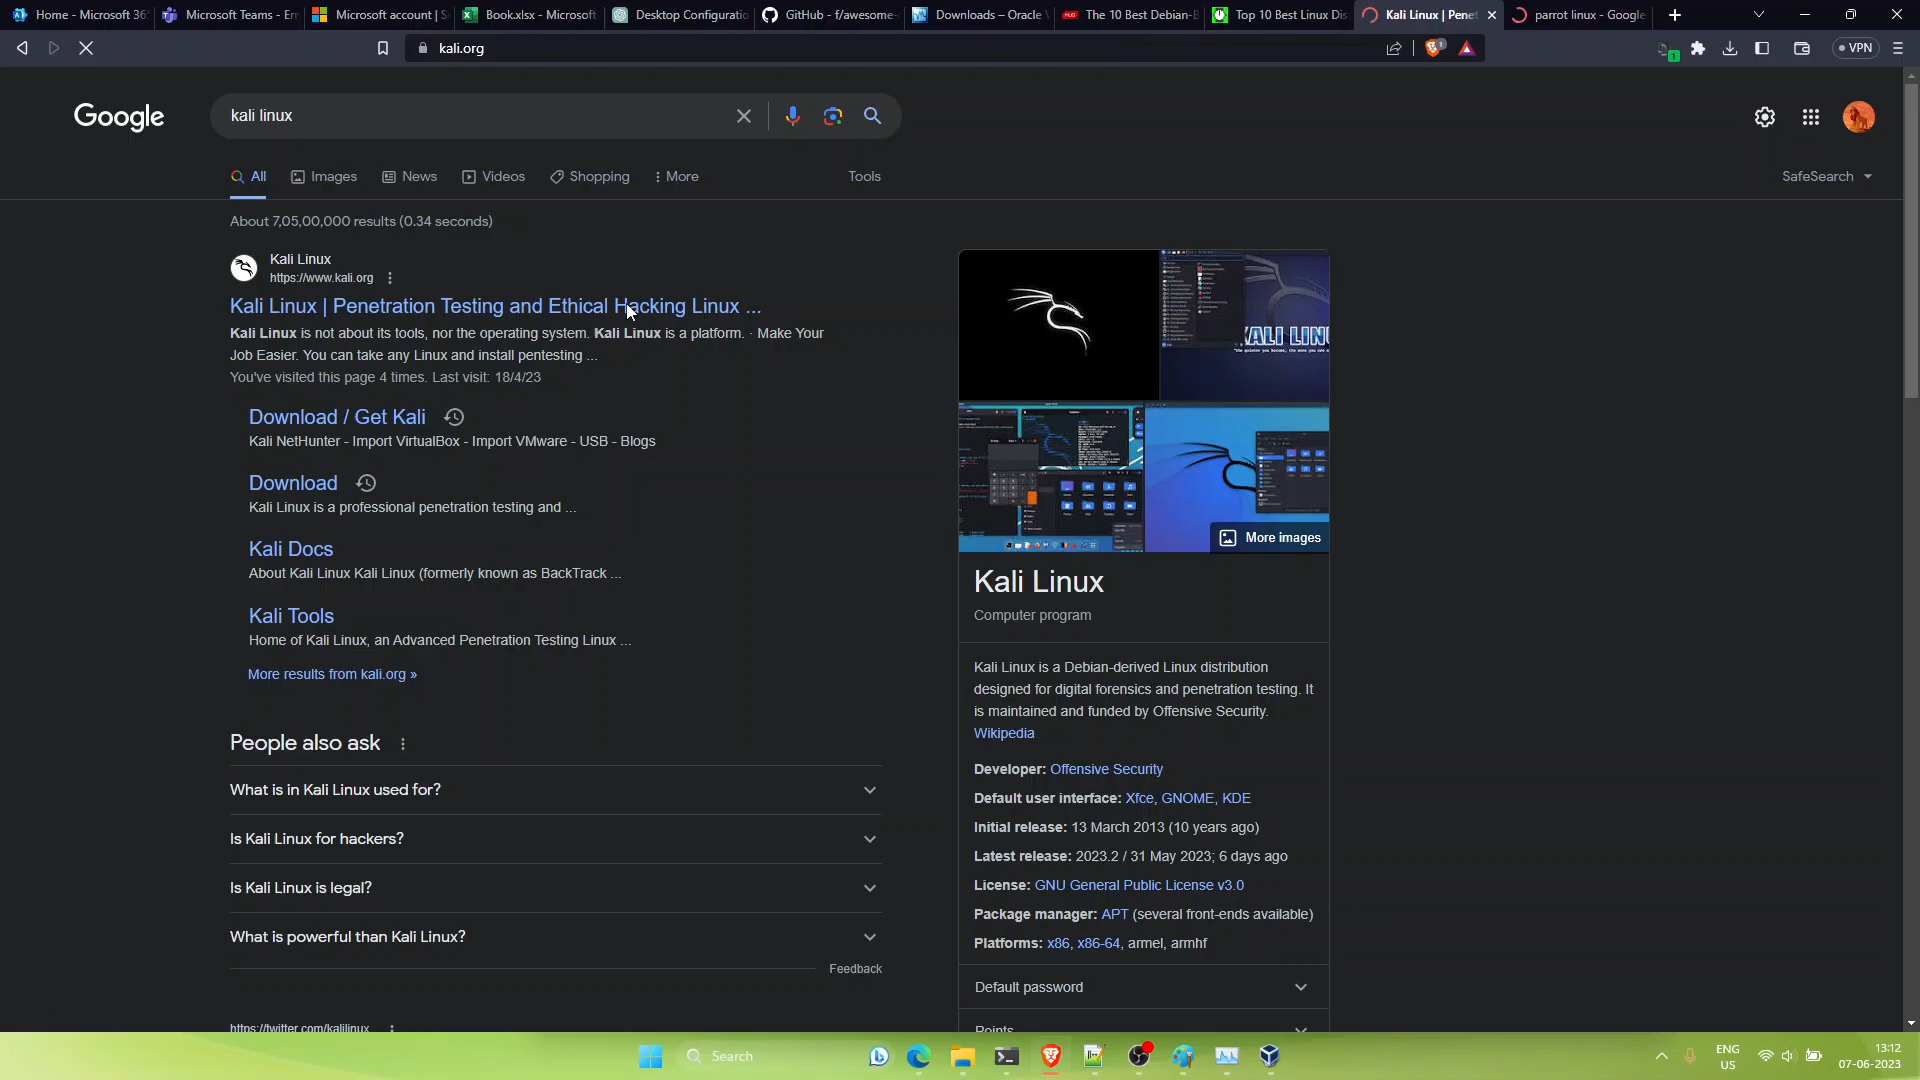 Home - Microsoft 36
Microsoft Teams - Err
Microsoft account | S
Book.xlsx - Microsoft
Desktop Configuratio
GitHub - f/awesome-
Downloads – Oracle V
The 10 Best Debian-B
Top 10 Best Linux Dis
Kali Linux | Penet
parrot linux - Google
kali.org
1
1
VPN
Google
kali linux
All
Images
News
Videos
Shopping
More
Tools
SafeSearch
About 7,05,00,000 results (0.34 seconds)
Kali Linux
https://www.kali.org
Kali Linux | Penetration Testing and Ethical Hacking Linux ...
Kali Linux is not about its tools, nor the operating system. Kali Linux is a platform. · Make Your
Job Easier. You can take any Linux and install pentesting ...
You've visited this page 4 times. Last visit: 18/4/23
Download / Get Kali
Kali NetHunter - Import VirtualBox - Import VMware - USB - Blogs
Download
Kali Linux is a professional penetration testing and ...
Kali Docs
About Kali Linux Kali Linux (formerly known as BackTrack ...
Kali Tools
Home of Kali Linux, an Advanced Penetration Testing Linux ...
More results from kali.org »
People also ask
What is in Kali Linux used for?
Is Kali Linux for hackers?
Is Kali Linux is legal?
What is powerful than Kali Linux?
Feedback
https://twitter.com/kalilinux
KALI LINU
More images
Kali Linux
Computer program
Kali Linux is a Debian-derived Linux distribution
designed for digital forensics and penetration testing. It
is maintained and funded by Offensive Security.
Wikipedia
Developer: Offensive Security
Default user interface: Xfce, GNOME, KDE
Initial release: 13 March 2013 (10 years ago)
Latest release: 2023.2 / 31 May 2023; 6 days ago
License: GNU General Public License v3.0
Package manager: APT (several front-ends available)
Platforms: x86, x86-64, armel, armhf
Default password
Points
Search
ENG
US
13:12
07-06-2023